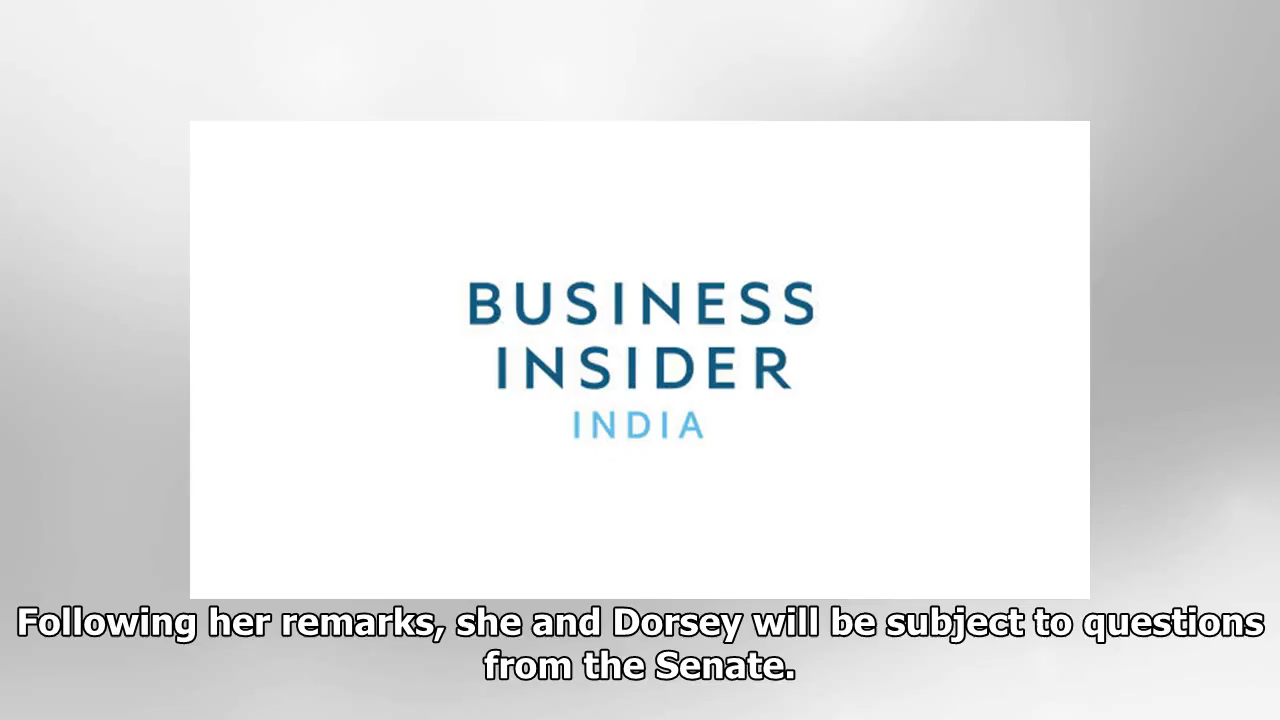 BUSINESS
INSIDER
INDIA
Following her remarks, she and Dorsey will be subject to questions
from the Senate.